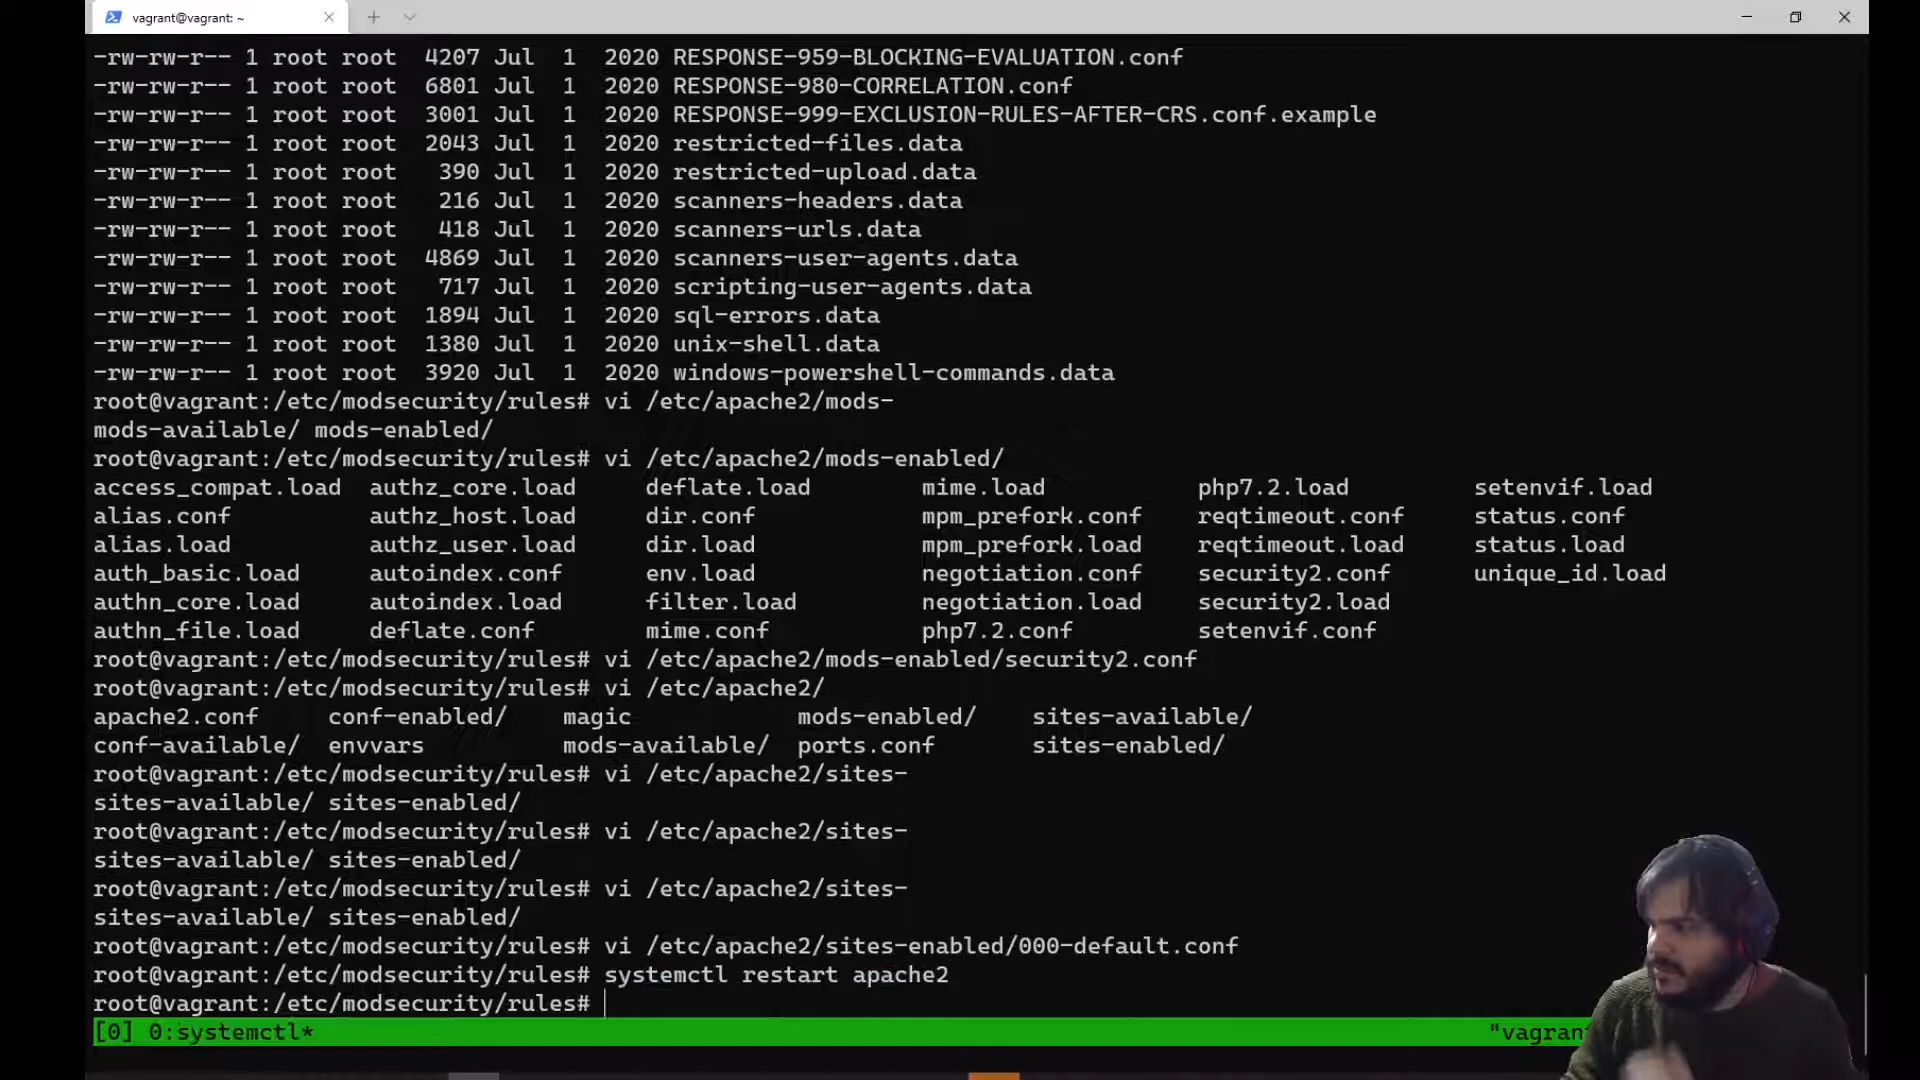 vagrant@vagrant: ~
-rw-rw-r-- 1 root root  4207 Jul  1  2020 RESPONSE-959-BLOCKING-EVALUATION.conf
-rw-rw-r-- 1 root root  6801 Jul  1  2020 RESPONSE-980-CORRELATION.conf
-rw-rw-r-- 1 root root  3001 Jul  1  2020 RESPONSE-999-EXCLUSION-RULES-AFTER-CRS.conf.example
-rw-rw-r-- 1 root root  2043 Jul  1  2020 restricted-files.data
-rw-rw-r-- 1 root root   390 Jul  1  2020 restricted-upload.data
-rw-rw-r-- 1 root root   216 Jul  1  2020 scanners-headers.data
-rw-rw-r-- 1 root root   418 Jul  1  2020 scanners-urls.data
-rw-rw-r-- 1 root root  4869 Jul  1  2020 scanners-user-agents.data
-rw-rw-r-- 1 root root   717 Jul  1  2020 scripting-user-agents.data
-rw-rw-r-- 1 root root  1894 Jul  1  2020 sql-errors.data
-rw-rw-r-- 1 root root  1380 Jul  1  2020 unix-shell.data
-rw-rw-r-- 1 root root  3920 Jul  1  2020 windows-powershell-commands.data
root@vagrant:/etc/modsecurity/rules# vi /etc/apache2/mods-
mods-available/ mods-enabled/
root@vagrant:/etc/modsecurity/rules# vi /etc/apache2/mods-enabled/
access_compat.load  authz_core.load     deflate.load        mime.load           php7.2.load         setenvif.load
alias.conf          authz_host.load     dir.conf            mpm_prefork.conf    reqtimeout.conf     status.conf
alias.load          authz_user.load     dir.load            mpm_prefork.load    reqtimeout.load     status.load
auth_basic.load     autoindex.conf      env.load            negotiation.conf    security2.conf      unique_id.load
authn_core.load     autoindex.load      filter.load         negotiation.load    security2.load
authn_file.load     deflate.conf        mime.conf           php7.2.conf         setenvif.conf
root@vagrant:/etc/modsecurity/rules# vi /etc/apache2/mods-enabled/security2.conf
root@vagrant:/etc/modsecurity/rules# vi /etc/apache2/
apache2.conf     conf-enabled/    magic            mods-enabled/    sites-available/
conf-available/  envvars          mods-available/  ports.conf       sites-enabled/
root@vagrant:/etc/modsecurity/rules# vi /etc/apache2/sites-
sites-available/ sites-enabled/
root@vagrant:/etc/modsecurity/rules# vi /etc/apache2/sites-
sites-available/ sites-enabled/
root@vagrant:/etc/modsecurity/rules# vi /etc/apache2/sites-
sites-available/ sites-enabled/
root@vagrant:/etc/modsecurity/rules# vi /etc/apache2/sites-enabled/000-default.conf
root@vagrant:/etc/modsecurity/rules# systemctl restart apache2
root@vagrant:/etc/modsecurity/rules#
[0] 0:systemctl* "vagran